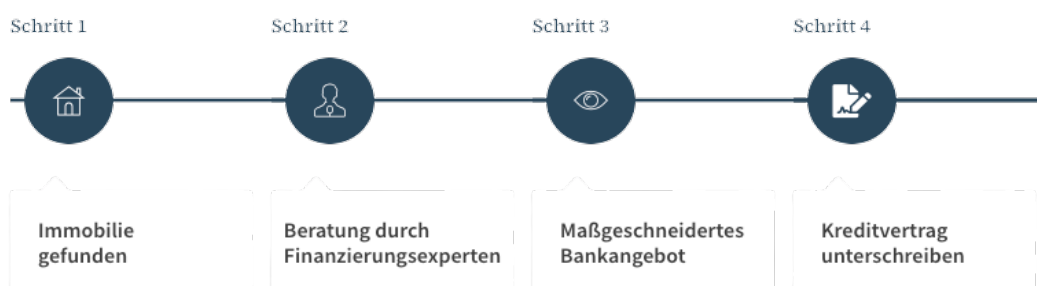 Schritt 1
Schritt 2
Schritt 3
Schritt 4
Immobilie
gefunden
Beratung durch
Finanzierungsexperten
Maßgeschneidertes
Bankangebot
Kreditvertrag
unterschreiben